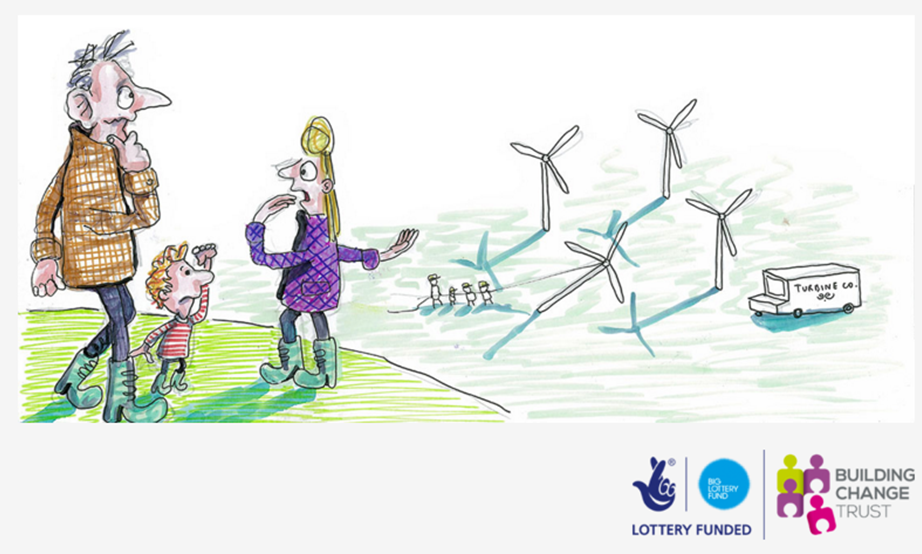 TURBINE CO.
BIG
LOTTERY
FUND
LOTTERY FUNDED
BUILDING
CHANGE
TRUST